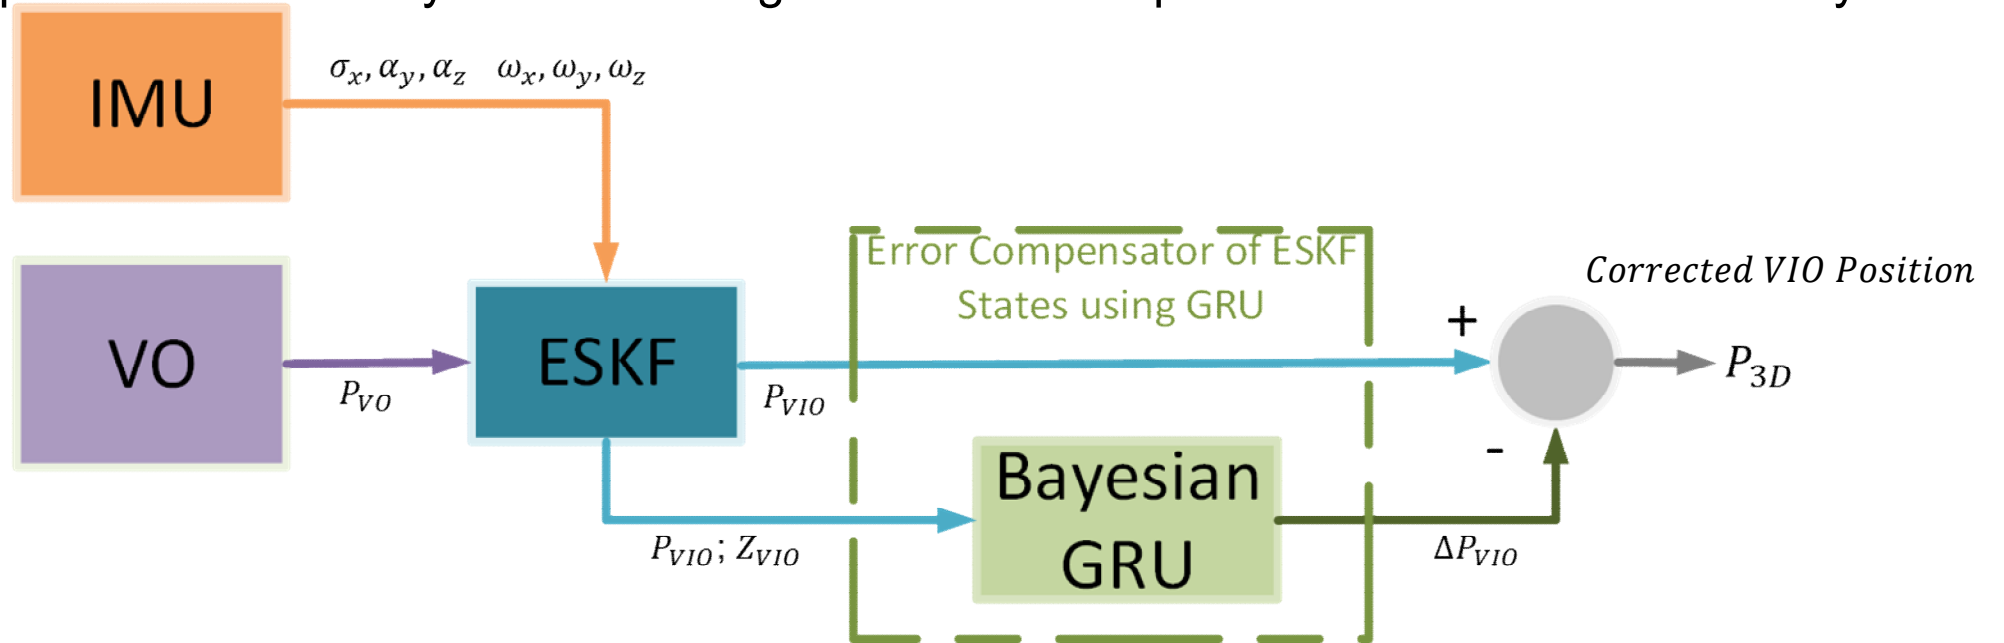 IMU
σx, αy, αz ωx, ωy, ωz
VO
PVO
ESKF
PVIO
PVIO; ZVIO
Error Compensator of ESKF
States using GRU
Bayesian
GRU
ΔPVIO
+
-
Corrected VIO Position
P3D